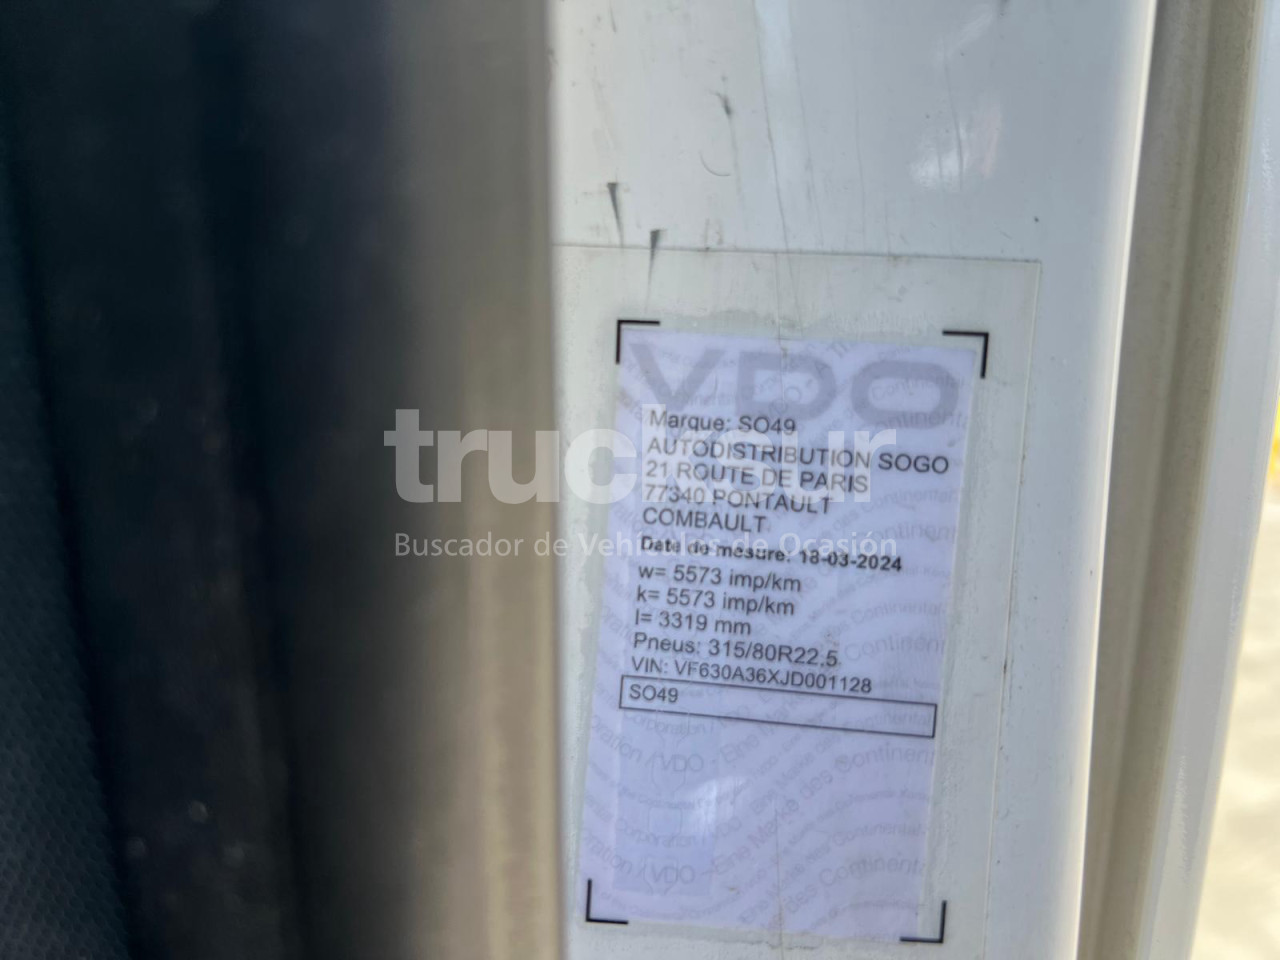 VDO
Marque: SO49
AUTODISTRIBUTION SOGO
21 ROUTE DE PARIS
77340 PONTAULT
COMBAULT
Date de mesure: 18-03-2024
w= 5573 imp/km
k= 5573 imp/km
l= 3319 mm
Pneus: 315/80R22.5
VIN: VF630A36XJD001128
SO49
trucksur
Buscador de Vehículos de Ocasión